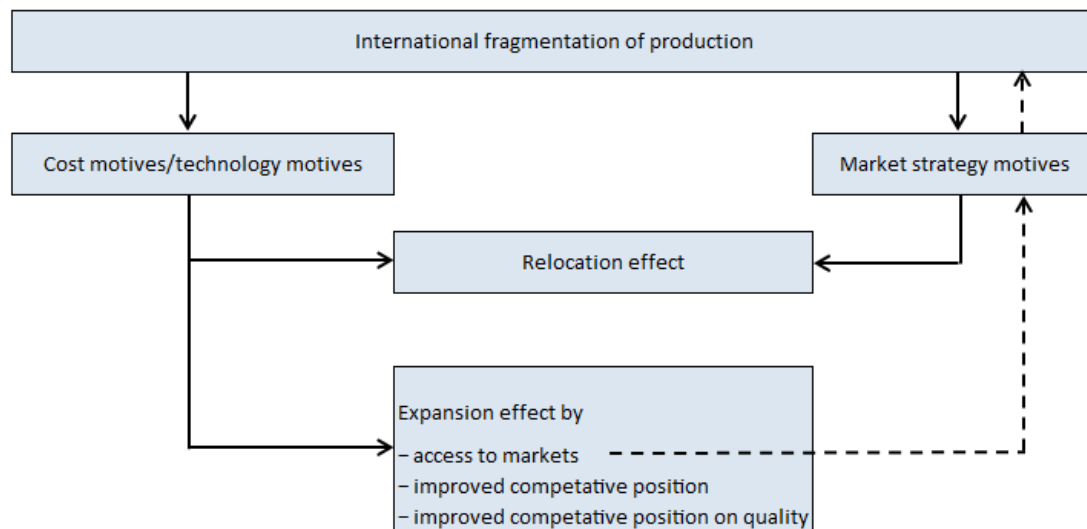 International fragmentation of production
Cost motives/technology motives
Market strategy motives
Relocation effect
Expansion effect by
− access to markets
− improved competative position
− improved competative position on quality